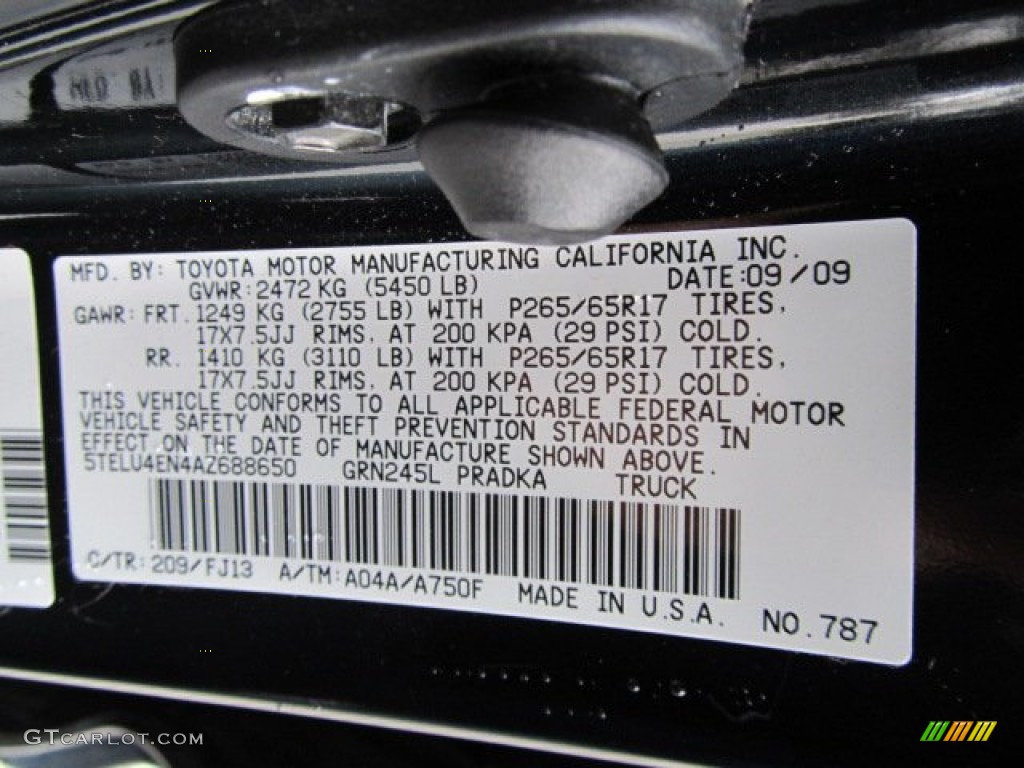 MFD. BY: TOYOTA MOTOR MANUFACTURING CALIFORNIA INC.
GVWR: 2472 KG (5450 LB) DATE: 09/09
GAWR: FRT. 1249 KG (2755 LB) WITH P265/65R17 TIRES,
17X7.5JJ RIMS, AT 200 KPA (29 PSI) COLD.
RR. 1410 KG (3110 LB) WITH P265/65R17 TIRES,
17X7.5JJ RIMS, AT 200 KPA (29 PSI) COLD.
THIS VEHICLE CONFORMS TO ALL APPLICABLE FEDERAL MOTOR
VEHICLE SAFETY AND THEFT PREVENTION STANDARDS IN
EFFECT ON THE DATE OF MANUFACTURE SHOWN ABOVE.
5TELU4EN4AZ688650 GRN245L PRADKA TRUCK
C/TR: 209/FJ13 A/TM: A04A/A750F MADE IN U.S.A. NO. 787
GTCARLOT.COM